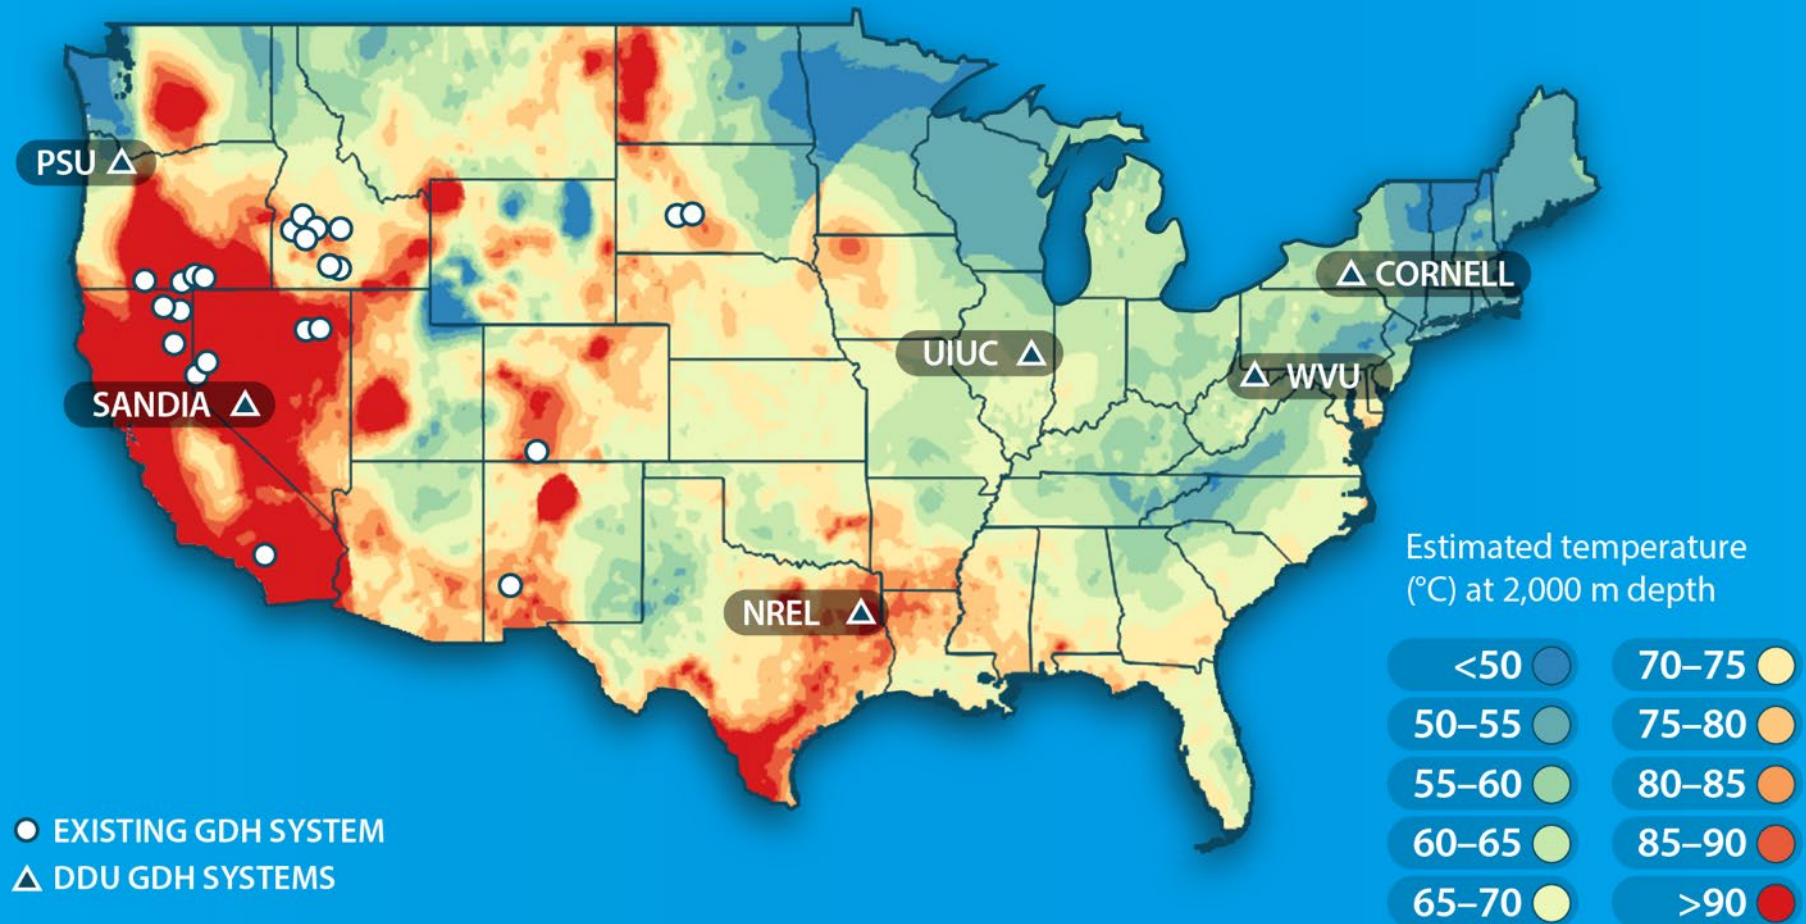 PSU
CORNELL
UIUC
WVU
SANDIA
NREL
Estimated temperature
(°C) at 2,000 m depth
<50
70–75
50–55
75–80
55–60
80–85
60–65
85–90
65–70
>90
EXISTING GDH SYSTEM
DDU GDH SYSTEMS